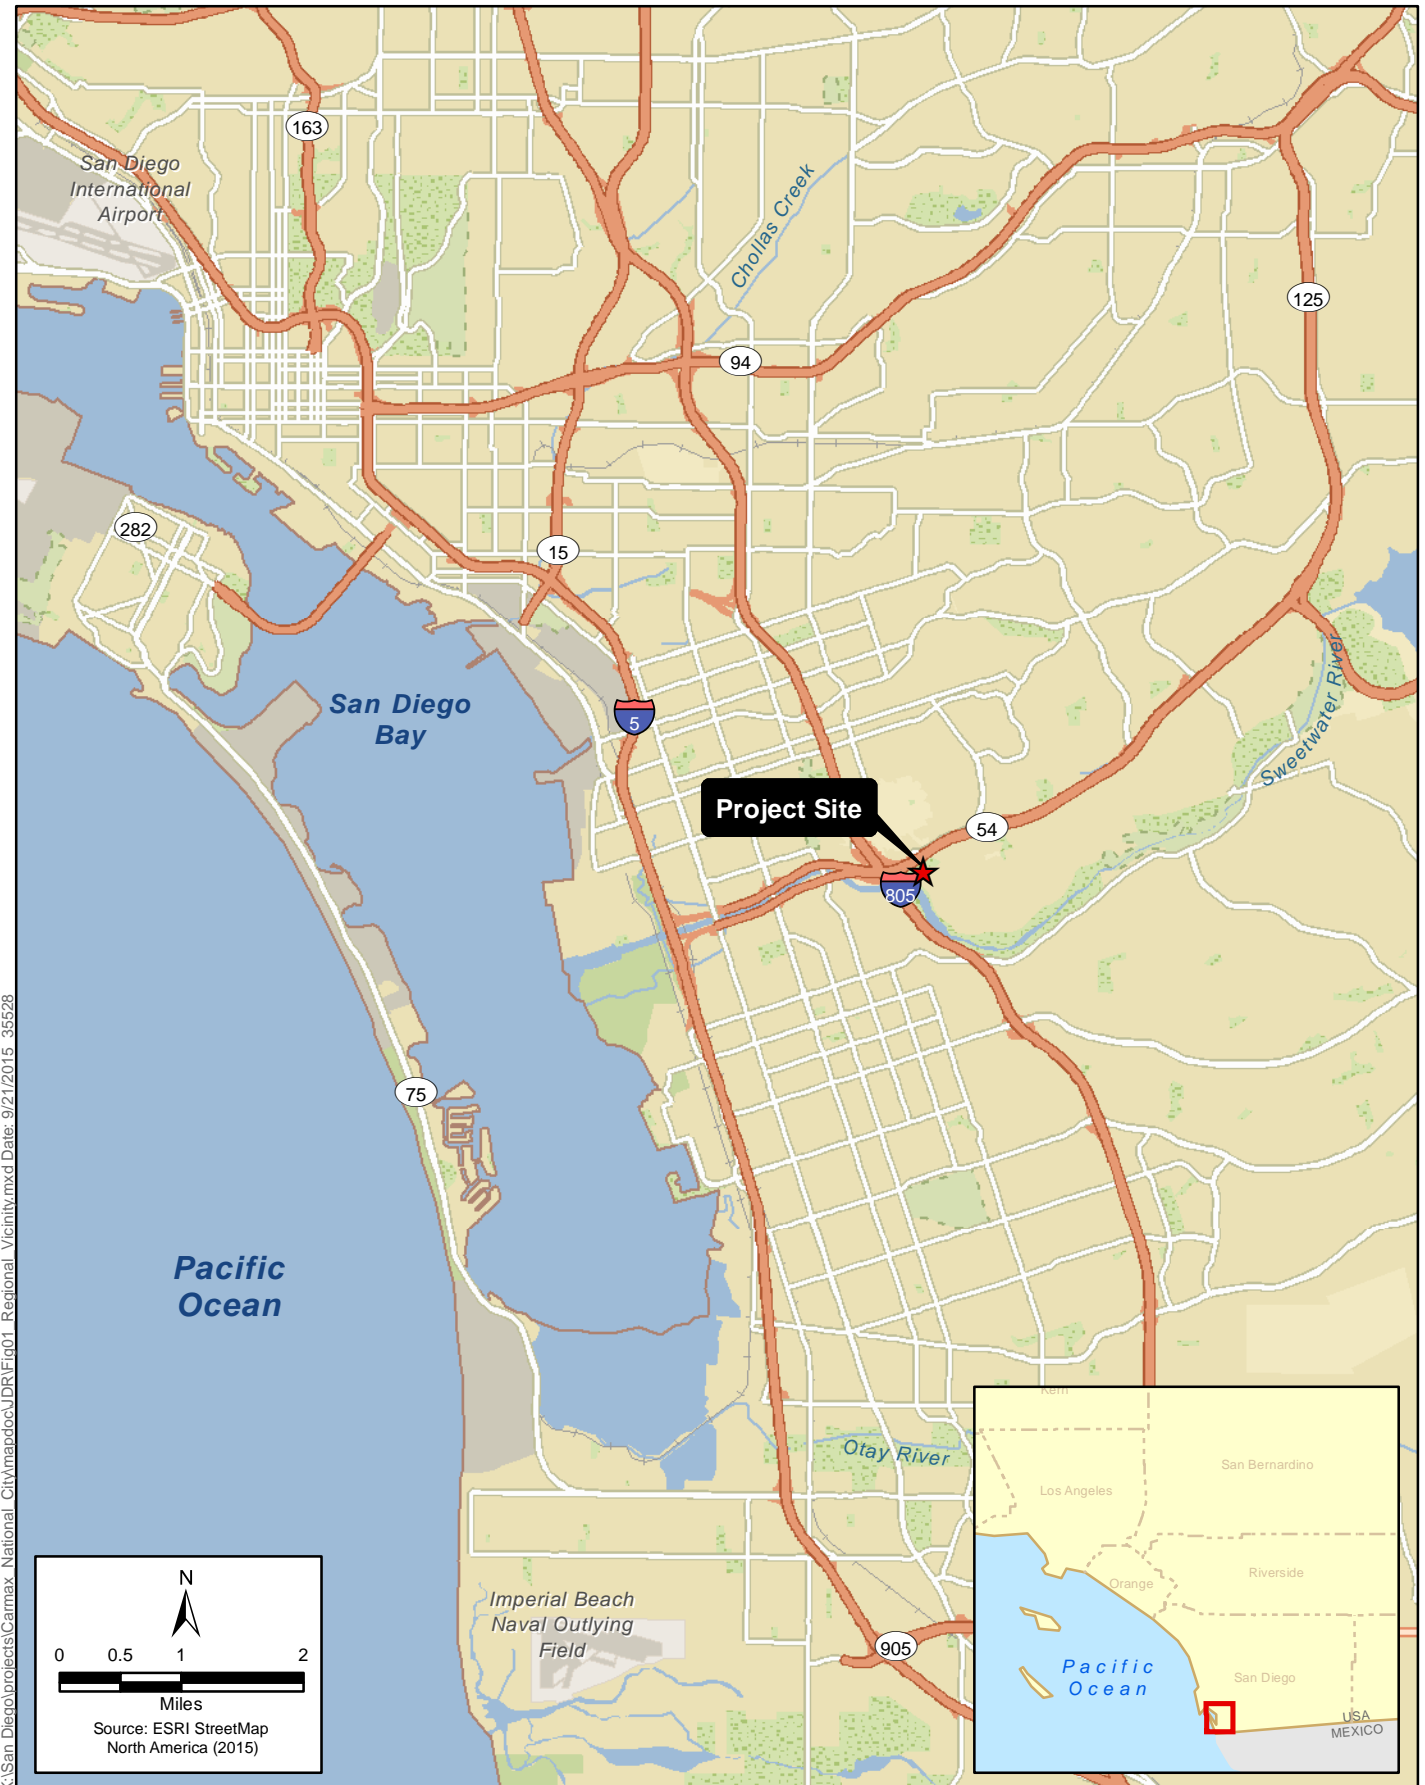 163
San Diego
International
Airport
Chollas Creek
125
94
282
15
San Diego
Bay
5
Sweetwater River
Project Site
54
805
75
Pacific
Ocean
Otay River
Imperial Beach
Naval Outlying
Field
905
N
0 0.5 1 2
Miles
Source: ESRI StreetMap
North America (2015)
Kern
San Bernardino
Los Angeles
Orange
Riverside
Pacific
Ocean
San Diego
USA
MEXICO
K:\San Diego\projects\Carmax_National_City\mapdoc\JDR\Fig01_Regional_Vicinity.mxd Date: 9/21/2015 35528